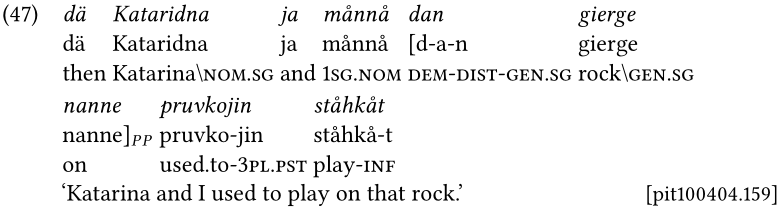 (47) dä Kataridna ja månnå dan gierge
dä Kataridna ja månnå [d-a-n gierge
then Katarina\NOM.SG and 1SG.NOM DEM-DIST-GEN.SG rock\GEN.SG
nanne pruvkojin ståhkåt
nanne]PP pruvko-jin ståhkå-t
on used.to-3PL.PST play-INF
‘Katarina and I used to play on that rock.’ [pit100404.159]